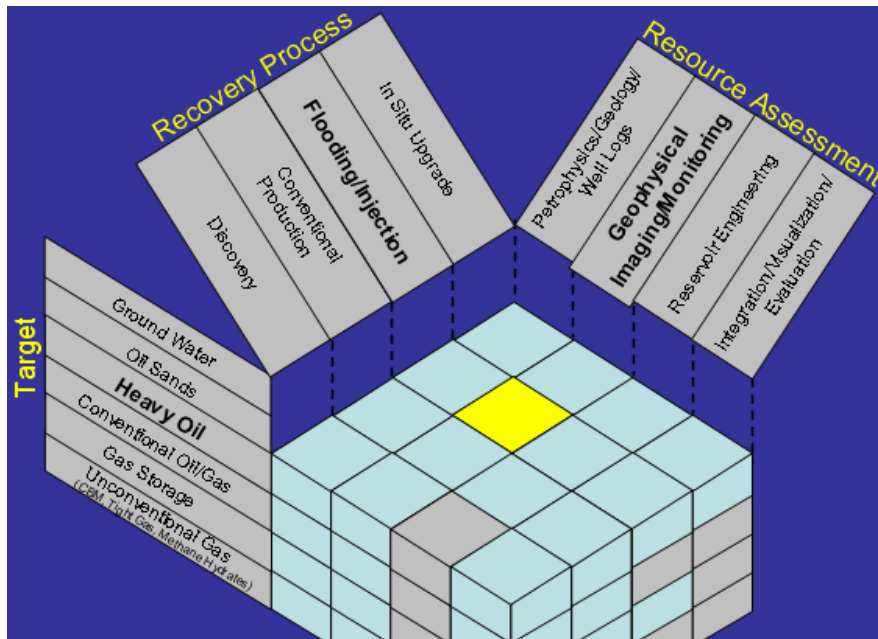 Recovery Process
Discovery
Conventional
Production
Flooding/Injection
In Situ Upgrade
Resource Assessment
Petrophysics/Geology/
Well Logs
Geophysical
Imaging/Monitoring
Reservoir Engineering
Integration/Visualization/
Evaluation
Target
Ground Water
Oil Sands
Heavy Oil
Conventional Oil/Gas
Gas Storage
Unconventional Gas
(CBM, Tight Gas, Methane Hydrates)